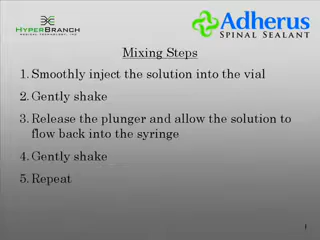 HYPERBRANCH
MEDICAL TECHNOLOGY, INC.
Adherus
SPINAL SEALANT
Mixing Steps
1. Smoothly inject the solution into the vial
2. Gently shake
3. Release the plunger and allow the solution to
flow back into the syringe
4. Gently shake
5. Repeat